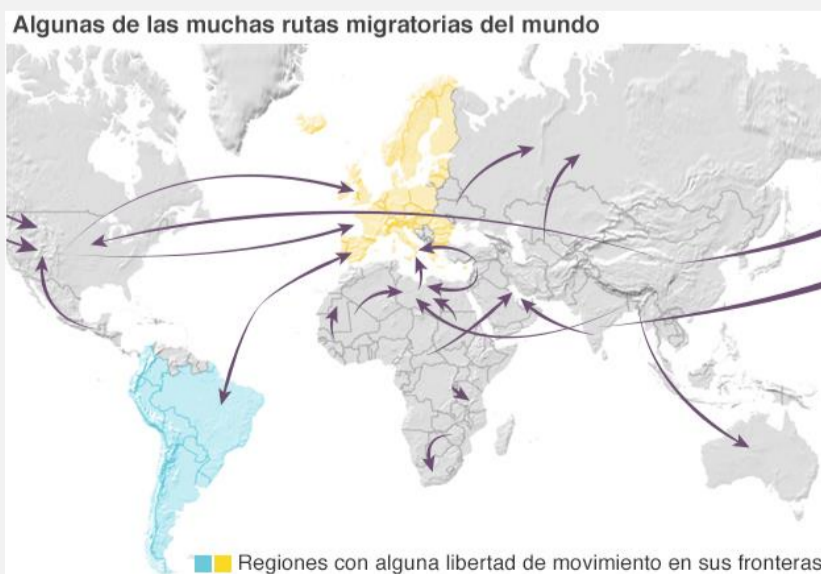 Algunas de las muchas rutas migratorias del mundo
Regiones con alguna libertad de movimiento en sus fronteras